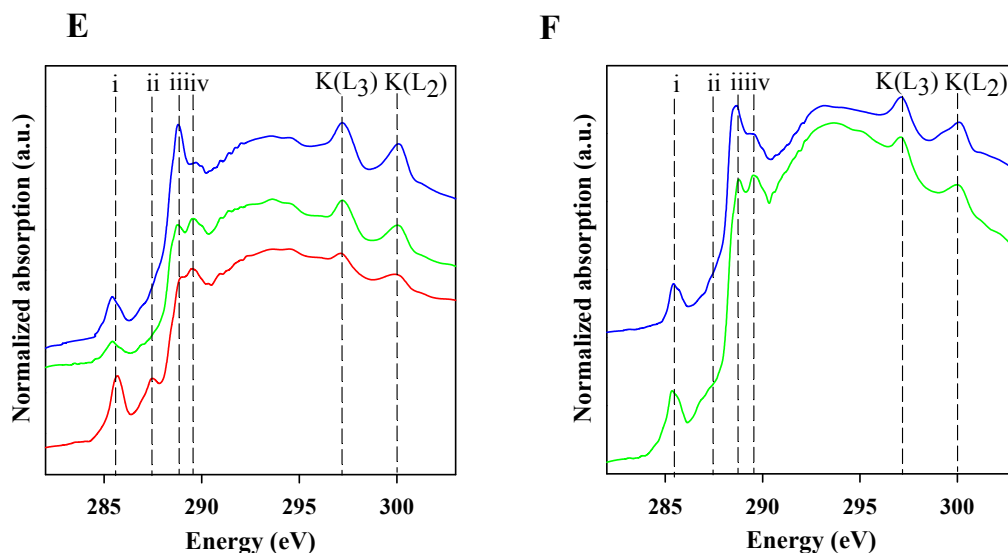 E
F
i ii iii iv K(L3) K(L2)
i ii iii iv K(L3) K(L2)
Normalized absorption (a.u.)
Normalized absorption (a.u.)
285 290 295 300
285 290 295 300
Energy (eV)
Energy (eV)